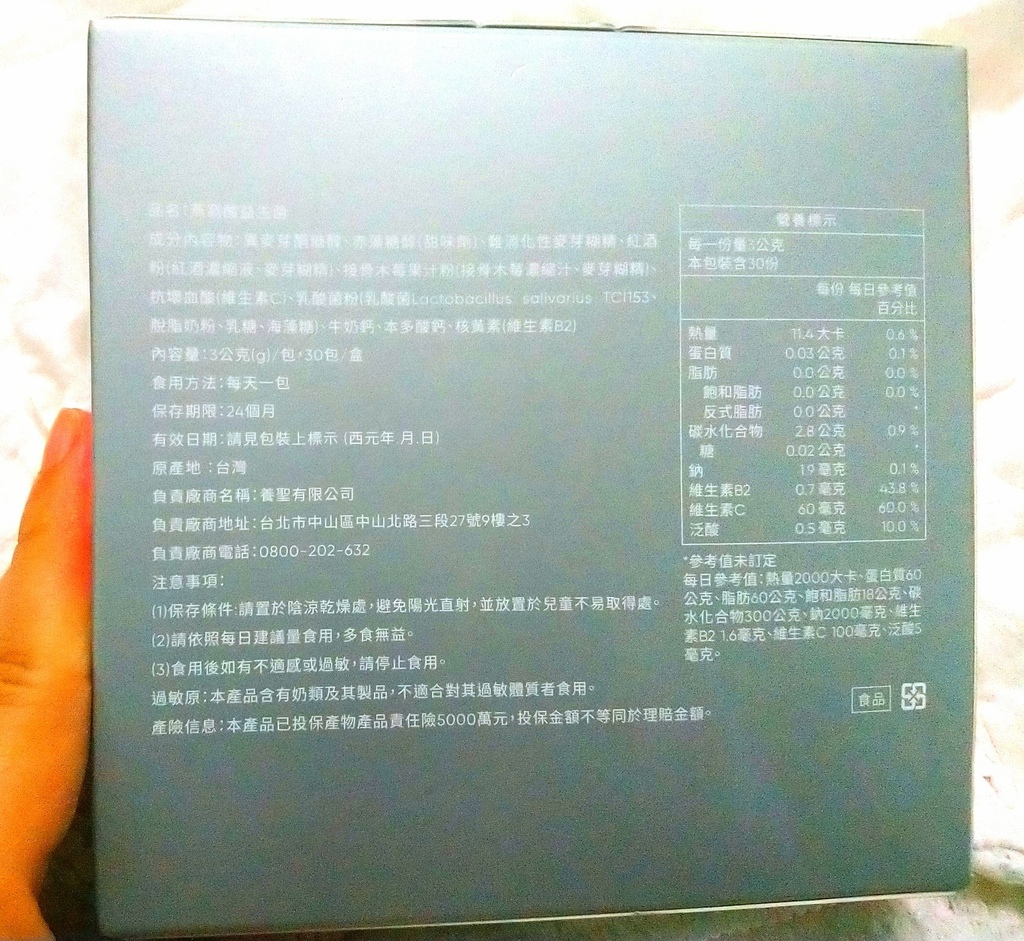 品名：燕窩酸益生菌
成分內容物：異麥芽酮糖醇、赤藻糖醇(甜味劑)、難消化性麥芽糊精、紅酒
粉(紅酒濃縮液、麥芽糊精)、接骨木莓果汁粉(接骨木莓濃縮汁、麥芽糊精)、
抗壞血酸(維生素C)、乳酸菌粉(乳酸菌Lactobacillus salivarius TCI153、
脫脂奶粉、乳糖、海藻糖)、牛奶鈣、本多酸鈣、核黃素(維生素B2)
內容量：3公克(g)/包，30包/盒
食用方法：每天一包
保存期限：24個月
有效日期：請見包裝上標示 (西元年.月.日)
原產地：台灣
負責廠商名稱：養聖有限公司
負責廠商地址：台北市中山區中山北路三段27號9樓之3
負責廠商電話：0800-202-632
注意事項：
(1)保存條件:請置於陰涼乾燥處，避免陽光直射，並放置於兒童不易取得處。
(2)請依照每日建議量食用，多食無益。
(3)食用後如有不適感或過敏，請停止食用。
過敏原：本產品含有奶類及其製品，不適合對其過敏體質者食用。
產險信息：本產品已投保產物產品責任險5000萬元，投保金額不等同於理賠金額。
營養標示
每一份量3公克
本包裝含30份
每份 每日參考值
百分比
熱量 11.4 大卡 0.6 %
蛋白質 0.03 公克 0.1 %
脂肪 0.0 公克 0.0 %
飽和脂肪 0.0 公克 0.0 %
反式脂肪 0.0 公克 *
碳水化合物 2.8 公克 0.9 %
糖 0.02 公克 *
鈉 1.9 毫克 0.1 %
維生素B2 0.7 毫克 43.8 %
維生素C 60 毫克 60.0 %
泛酸 0.5 毫克 10.0 %
*參考值未訂定
每日參考值：熱量2000大卡、蛋白質60
公克、脂肪60公克、飽和脂肪18公克、碳
水化合物300公克、鈉2000毫克、維生
素B2 1.6毫克、維生素C 100毫克、泛酸5
毫克。
食品